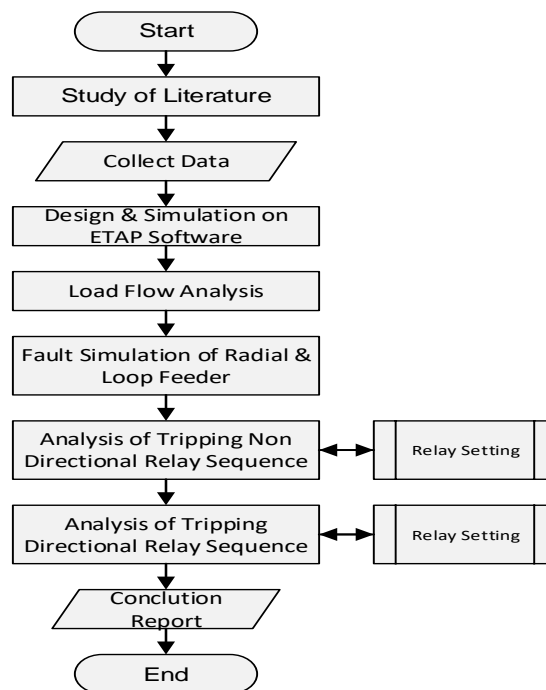 Start
Study of Literature
Collect Data
Design & Simulation on
ETAP Software
Load Flow Analysis
Fault Simulation of Radial &
Loop Feeder
Analysis of Tripping Non
Directional Relay Sequence
Relay Setting
Analysis of Tripping
Directional Relay Sequence
Relay Setting
Conclution
Report
End